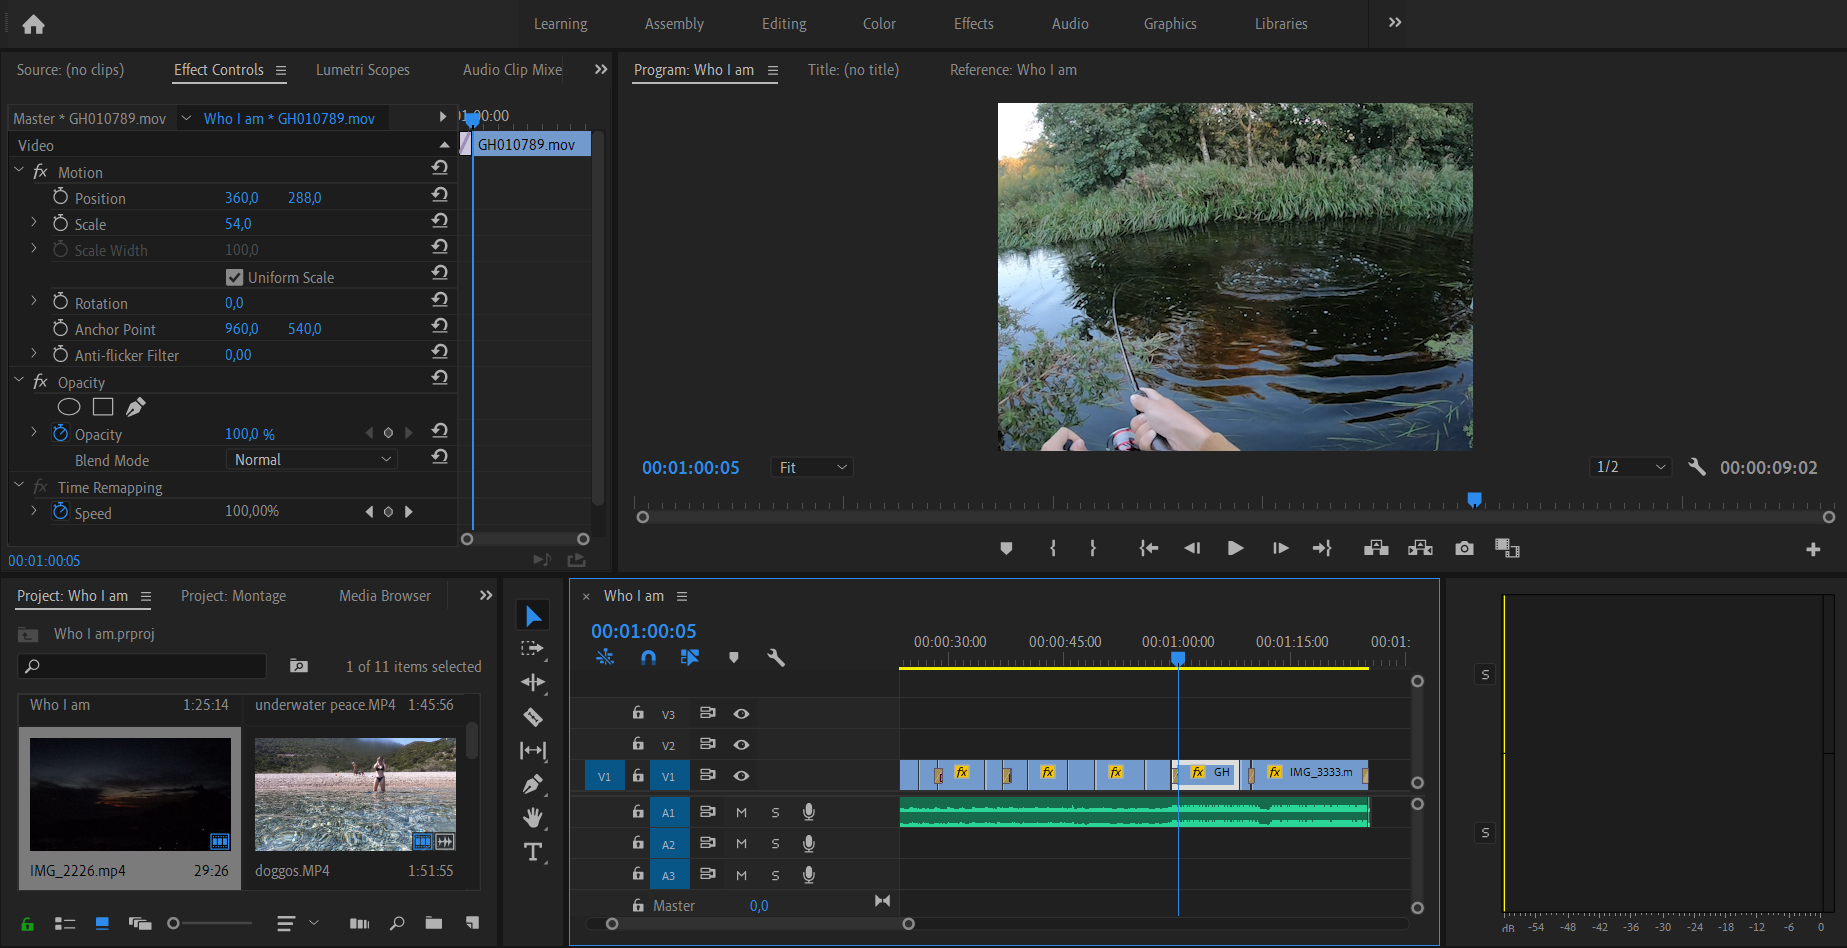 Learning Assembly Editing Color Effects Audio Graphics Libraries
Source: (no clips) Effect Controls Lumetri Scopes Audio Clip Mixe
Program: Who I am Title: (no title) Reference: Who I am
Master * GH010789.mov Who I am * GH010789.mov
Video GH010789.mov
fx Motion
Position 360,0 288,0
Scale 54,0
Scale Width 100,0
Uniform Scale
Rotation 0,0
Anchor Point 960,0 540,0
Anti-flicker Filter 0,00
fx Opacity
Opacity 100,0 %
Blend Mode Normal
fx Time Remapping
Speed 100,00%
00:01:00:05
00:01:00:05 Fit 1/2 00:00:09:02
Project: Who I am Project: Montage Media Browser
Who I am.prproj
1 of 11 items selected
Who I am 1:25:14 underwater peace.MP4 1:45:56
IMG_2226.mp4 29:26 doggos.MP4 1:51:55
Who I am
00:01:00:05
00:00:30:00 00:00:45:00 00:01:00:00 00:01:15:00 00:01:
V3
V2
V1 V1 fx fx fx fx GH fx IMG_3333.m
A1 M S
A2 M S
A3 M S
Master 0,0
S
S
dB -54 -48 -42 -36 -30 -24 -18 -12 -6 0